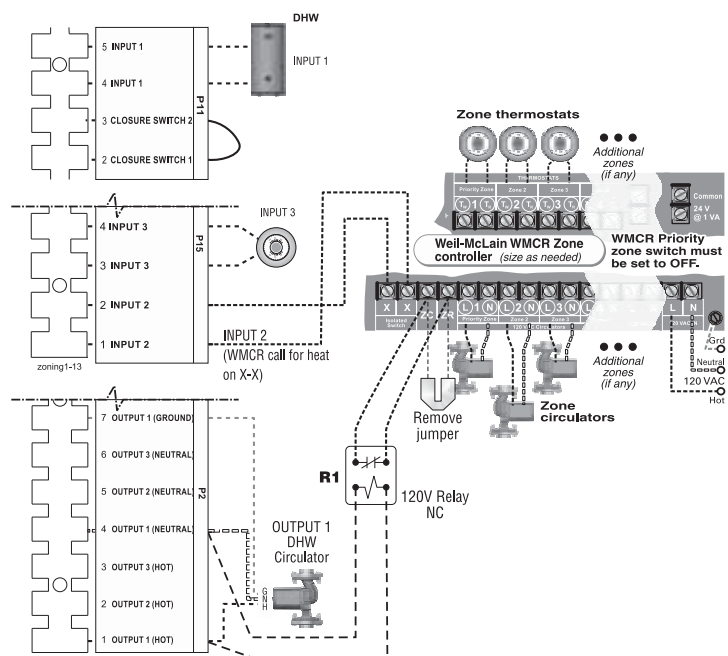 DHW
INPUT 1
5 INPUT 1
4 INPUT 1
3 CLOSURE SWITCH 2
2 CLOSURE SWITCH 1
P11
Zone thermostats
Additional zones (if any)
THERMOSTATS
Priority Zone
Zone 2
Zone 3
1
2
3
Common
24 V
@ 1 VA
Weil-McLain WMCR Zone
controller (size as needed)
WMCR Priority
zone switch must
be set to OFF.
4 INPUT 3
3 INPUT 3
2 INPUT 2
1 INPUT 2
P15
INPUT 3
zoning1-13
INPUT 2
(WMCR call for heat
on X-X)
X X ZC ZR L 1 N L 2 N L 3 N L
L N
Isolated
Switch
Priority Zone
Zone 2
Zone 3
120 VAC Circulators
Grd
Neutral
120 VAC
Hot
Additional
zones
(if any)
Remove
jumper
Zone
circulators
7 OUTPUT 1 (GROUND)
6 OUTPUT 3 (NEUTRAL)
5 OUTPUT 2 (NEUTRAL)
4 OUTPUT 1 (NEUTRAL)
3 OUTPUT 3 (HOT)
2 OUTPUT 2 (HOT)
1 OUTPUT 1 (HOT)
P2
R1
120V Relay
NC
OUTPUT 1
DHW
Circulator
G
N
H